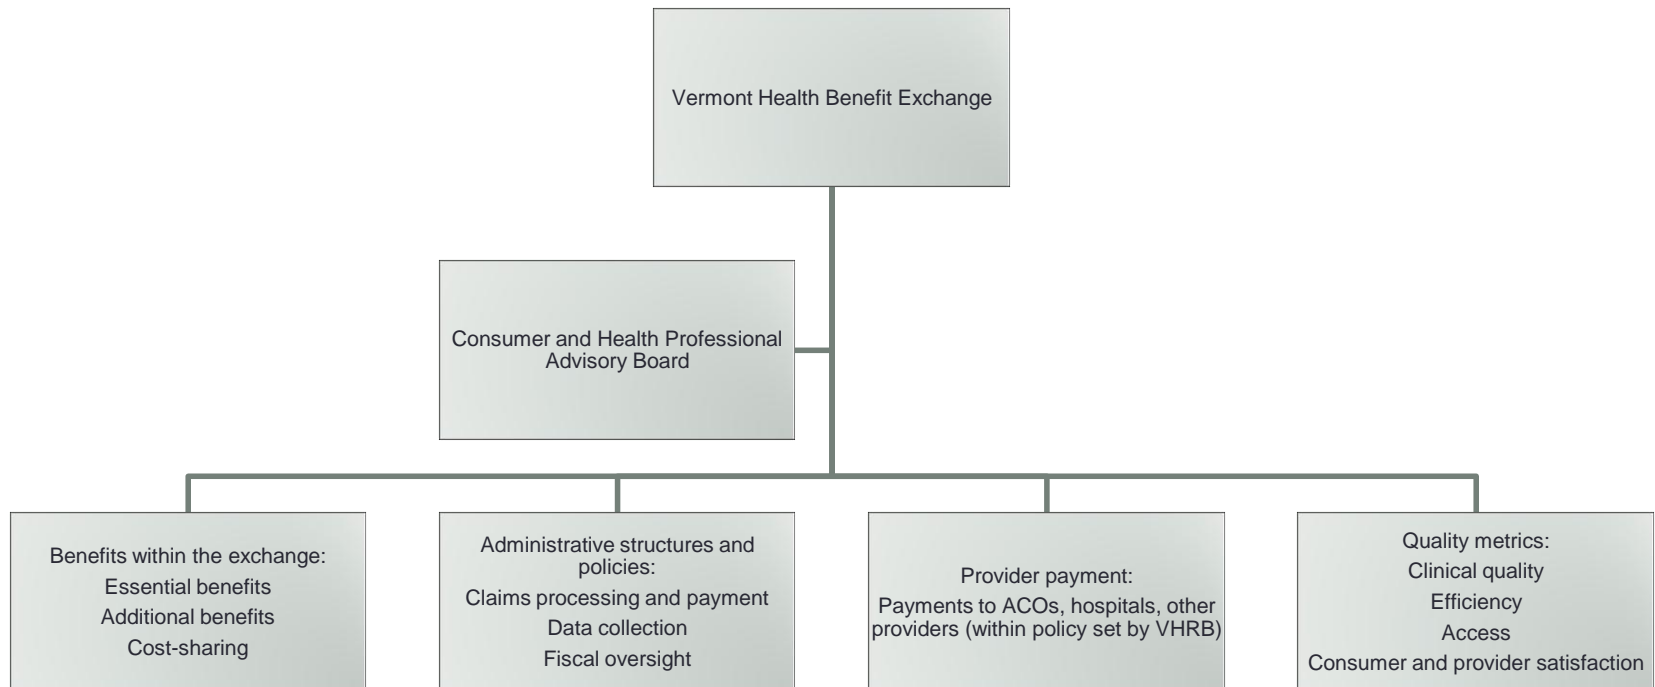 Vermont Health Benefit Exchange
Consumer and Health Professional
Advisory Board
Benefits within the exchange:
Essential benefits
Additional benefits
Cost-sharing
Administrative structures and
policies:
Claims processing and payment
Data collection
Fiscal oversight
Provider payment:
Payments to ACOs, hospitals, other
providers (within policy set by VHRB)
Quality metrics:
Clinical quality
Efficiency
Access
Consumer and provider satisfaction